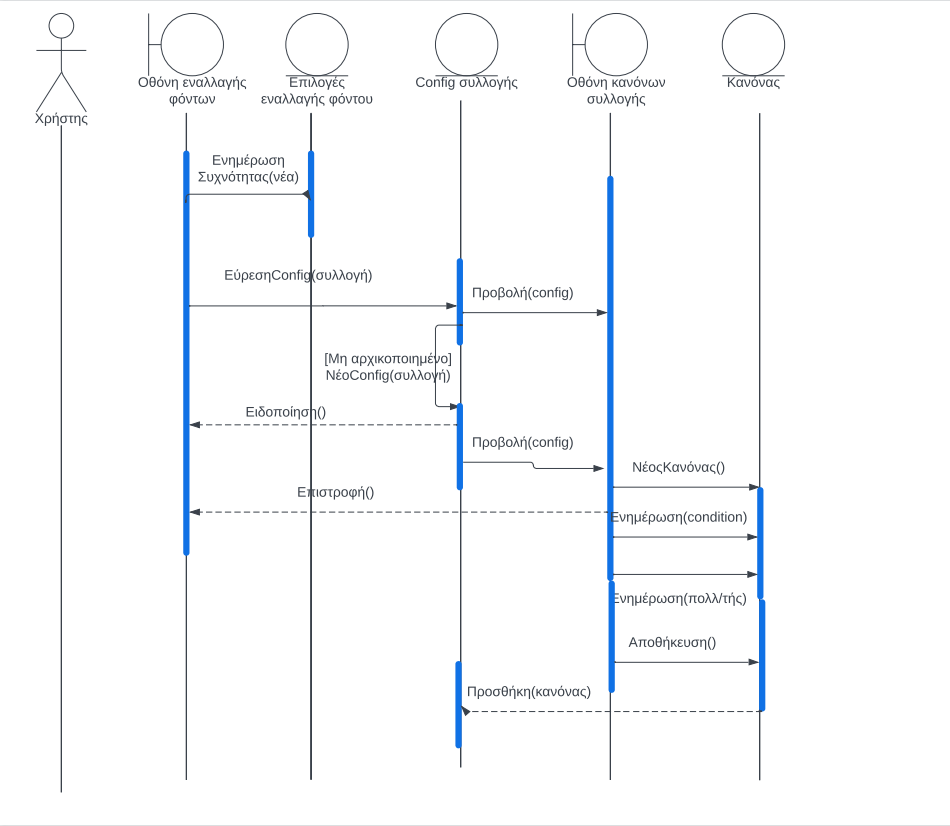 Χρήστης
Οθόνη εναλλαγής
φόντων
Επιλογές
εναλλαγής φόντου
Config συλλογής
Οθόνη κανόνων
συλλογής
Κανόνας
Ενημέρωση
Συχνότητας(νέα)
ΕύρεσηConfig(συλλογή)
Προβολή(config)
[Μη αρχικοποιημένο]
ΝέοConfig(συλλογή)
Ειδοποίηση()
Προβολή(config)
ΝέοςΚανόνας()
Επιστροφή()
Ενημέρωση(condition)
Ενημέρωση(πολλ/τής)
Αποθήκευση()
Προσθήκη(κανόνας)